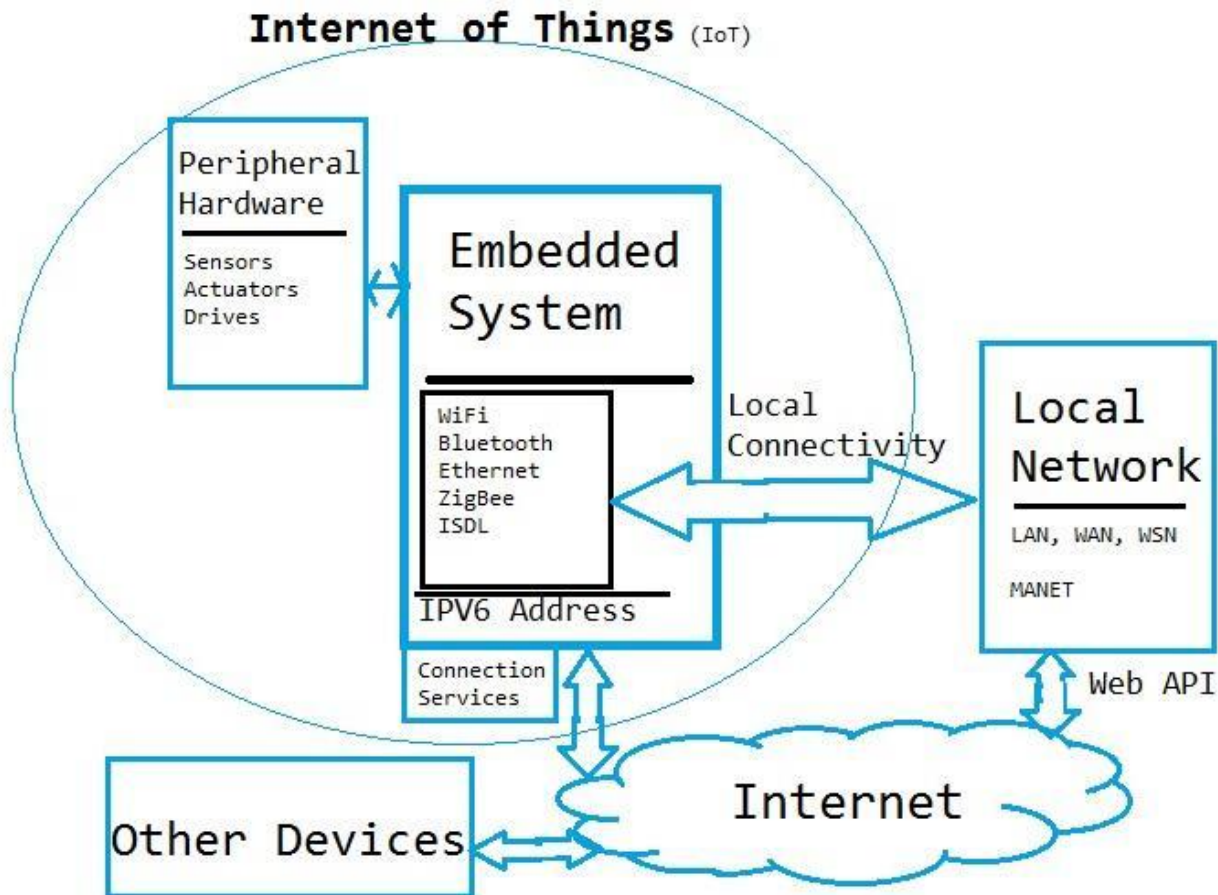 Internet of Things (IoT)
Peripheral
Hardware
Sensors
Actuators
Drives
Embedded
System
WiFi
Bluetooth
Ethernet
ZigBee
ISDL
IPV6 Address
Connection
Services
Local
Connectivity
Local
Network
LAN, WAN, WSN
MANET
Web API
Internet
Other Devices